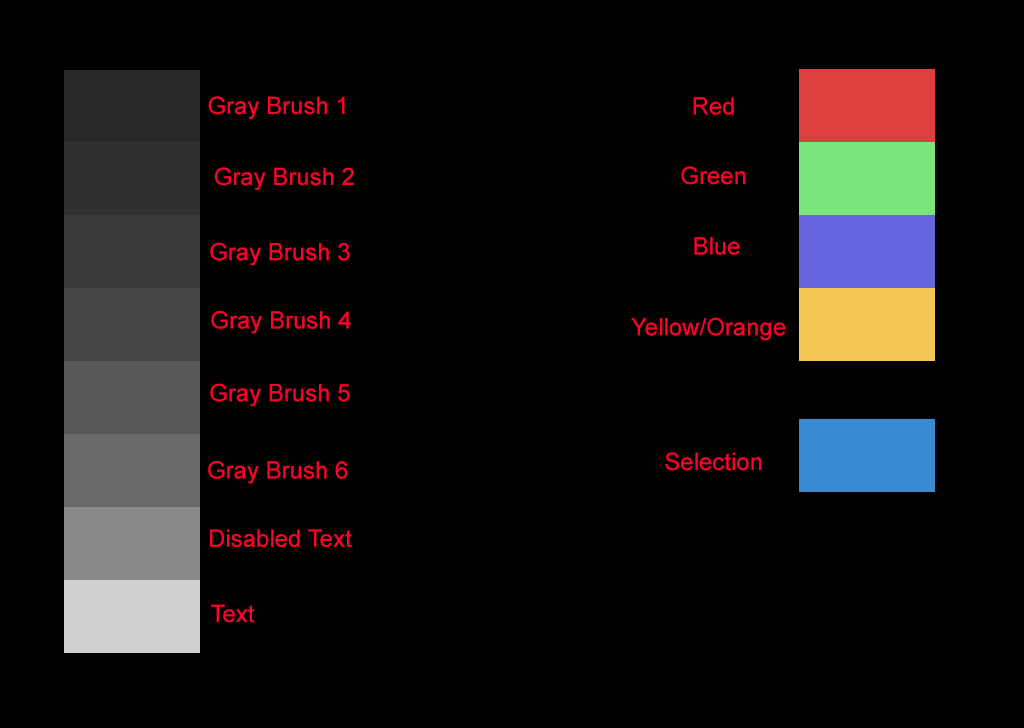 Gray Brush 1
Gray Brush 2
Gray Brush 3
Gray Brush 4
Gray Brush 5
Gray Brush 6
Disabled Text
Text
Red
Green
Blue
Yellow/Orange
Selection